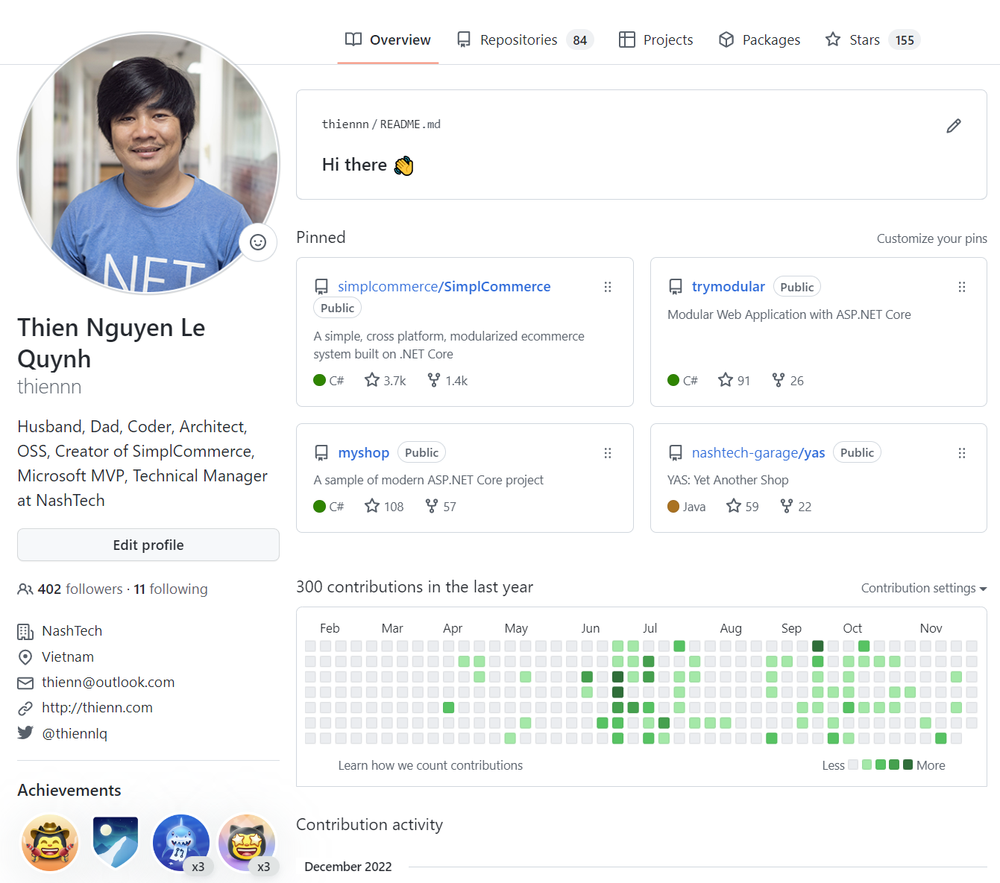 Overview
Repositories 84
Projects
Packages
Stars 155
thiennn / README.md
Hi there 👋
.NET
Thien Nguyen Le
Quynh
thiennn
Husband, Dad, Coder, Architect,
OSS, Creator of SimplCommerce,
Microsoft MVP, Technical Manager
at NashTech
Edit profile
402 followers · 11 following
NashTech
Vietnam
thienn@outlook.com
http://thienn.com
@thiennlq
Achievements
x3
x3
Pinned
Customize your pins
simplcommerce/SimplCommerce
Public
A simple, cross platform, modularized ecommerce
system built on .NET Core
C# 3.7k 1.4k
trymodular Public
Modular Web Application with ASP.NET Core
C# 91 26
myshop Public
A sample of modern ASP.NET Core project
C# 108 57
nashtech-garage/yas Public
YAS: Yet Another Shop
Java 59 22
300 contributions in the last year
Contribution settings
Feb Mar Apr May Jun Jul Aug Sep Oct Nov
Learn how we count contributions
Less More
Contribution activity
December 2022